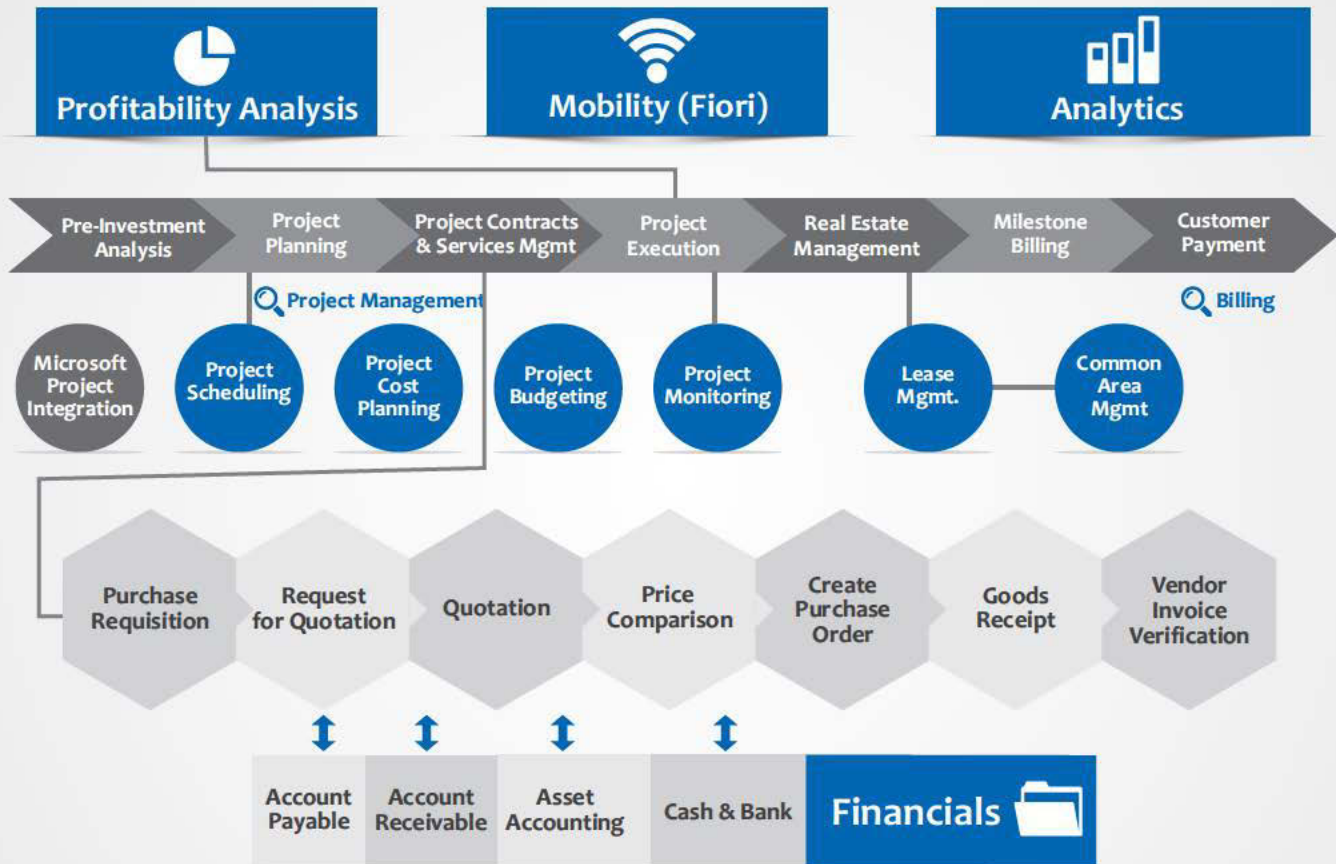 Profitability Analysis
Mobility (Fiori)
Analytics
Pre-Investment
Analysis
Project
Planning
Project Contracts
& Services Mgmt
Project
Execution
Real Estate
Management
Milestone
Billing
Customer
Payment
Project Management
Billing
Microsoft
Project
Integration
Project
Scheduling
Project
Cost
Planning
Project
Budgeting
Project
Monitoring
Lease
Mgmt.
Common
Area
Mgmt
Purchase
Requisition
Request
for Quotation
Quotation
Price
Comparison
Create
Purchase
Order
Goods
Receipt
Vendor
Invoice
Verification
Account
Payable
Account
Receivable
Asset
Accounting
Cash & Bank
Financials